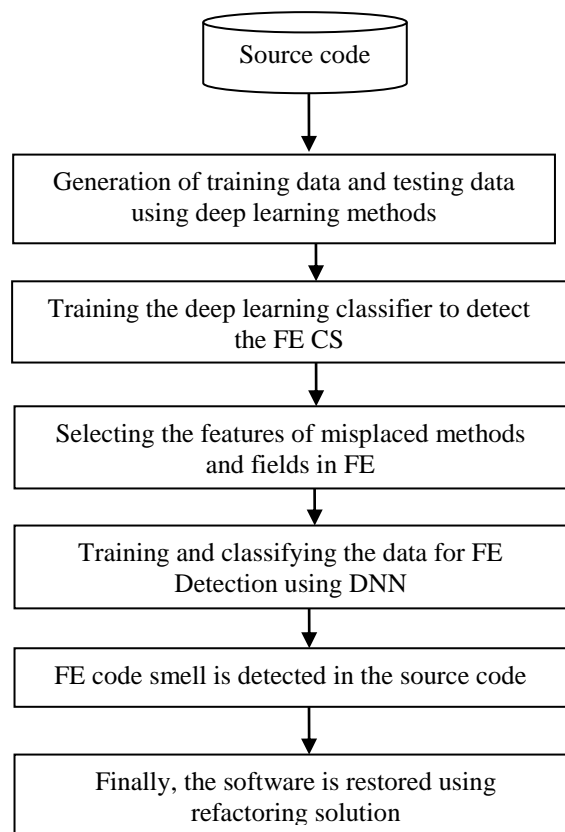 Source code
Generation of training data and testing data
using deep learning methods
Training the deep learning classifier to detect
the FE CS
Selecting the features of misplaced methods
and fields in FE
Training and classifying the data for FE
Detection using DNN
FE code smell is detected in the source code
Finally, the software is restored using
refactoring solution